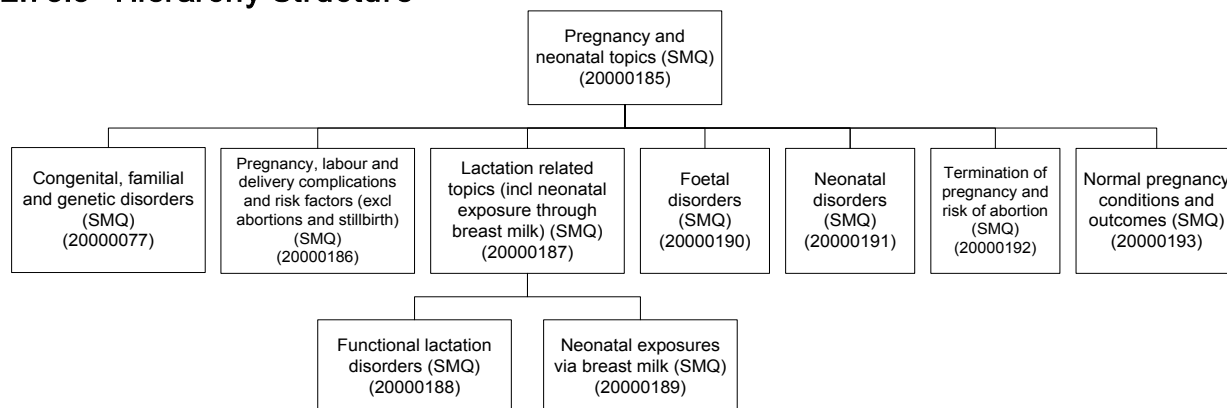 Hierarchy Structure
Pregnancy and
neonatal topics (SMQ)
(20000185)
Congenital, familial
and genetic disorders
(SMQ)
(20000077)
Pregnancy, labour and
delivery complications
and risk factors (excl
abortions and stillbirth)
(SMQ)
(20000186)
Lactation related
topics (incl neonatal
exposure through
breast milk) (SMQ)
(20000187)
Foetal
disorders
(SMQ)
(20000190)
Neonatal
disorders
(SMQ)
(20000191)
Termination of
pregnancy and
risk of abortion
(SMQ)
(20000192)
Normal pregnancy
conditions and
outcomes (SMQ)
(20000193)
Functional lactation
disorders (SMQ)
(20000188)
Neonatal exposures
via breast milk (SMQ)
(20000189)